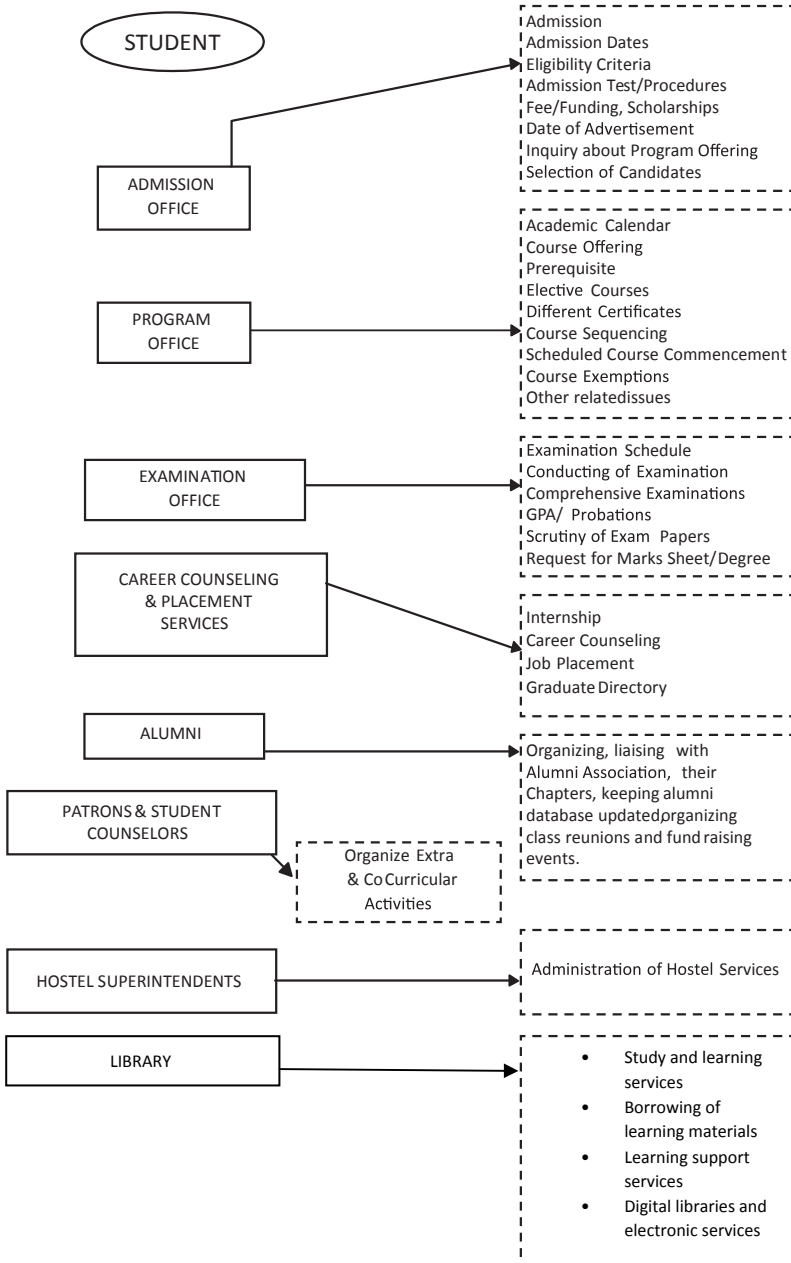 STUDENT
Admission
Admission Dates
Eligibility Criteria
Admission Test/Procedures
Fee/Funding, Scholarships
Date of Advertisement
Inquiry about Program Offering
Selection of Candidates
ADMISSION
OFFICE
Academic Calendar
Course Offering
Prerequisite
Elective Courses
Different Certificates
Course Sequencing
Scheduled Course Commencement
Course Exemptions
Other relatedissues
PROGRAM
OFFICE
EXAMINATION
OFFICE
Examination Schedule
Conducting of Examination
Comprehensive Examinations
GPA/ Probations
Scrutiny of Exam Papers
Request for Marks Sheet/Degree
CAREER COUNSELING
& PLACEMENT
SERVICES
Internship
Career Counseling
Job Placement
Graduate Directory
ALUMNI
Organizing, liaising with
Alumni Association, their
Chapters, keeping alumni
database updated,organizing
class reunions and fund raising
events.
PATRONS & STUDENT
COUNSELORS
Organize Extra
& Co Curricular
Activities
HOSTEL SUPERINTENDENTS
Administration of Hostel Services
LIBRARY
• Study and learning
services
• Borrowing of
learning materials
• Learning support
services
• Digital libraries and
electronic services